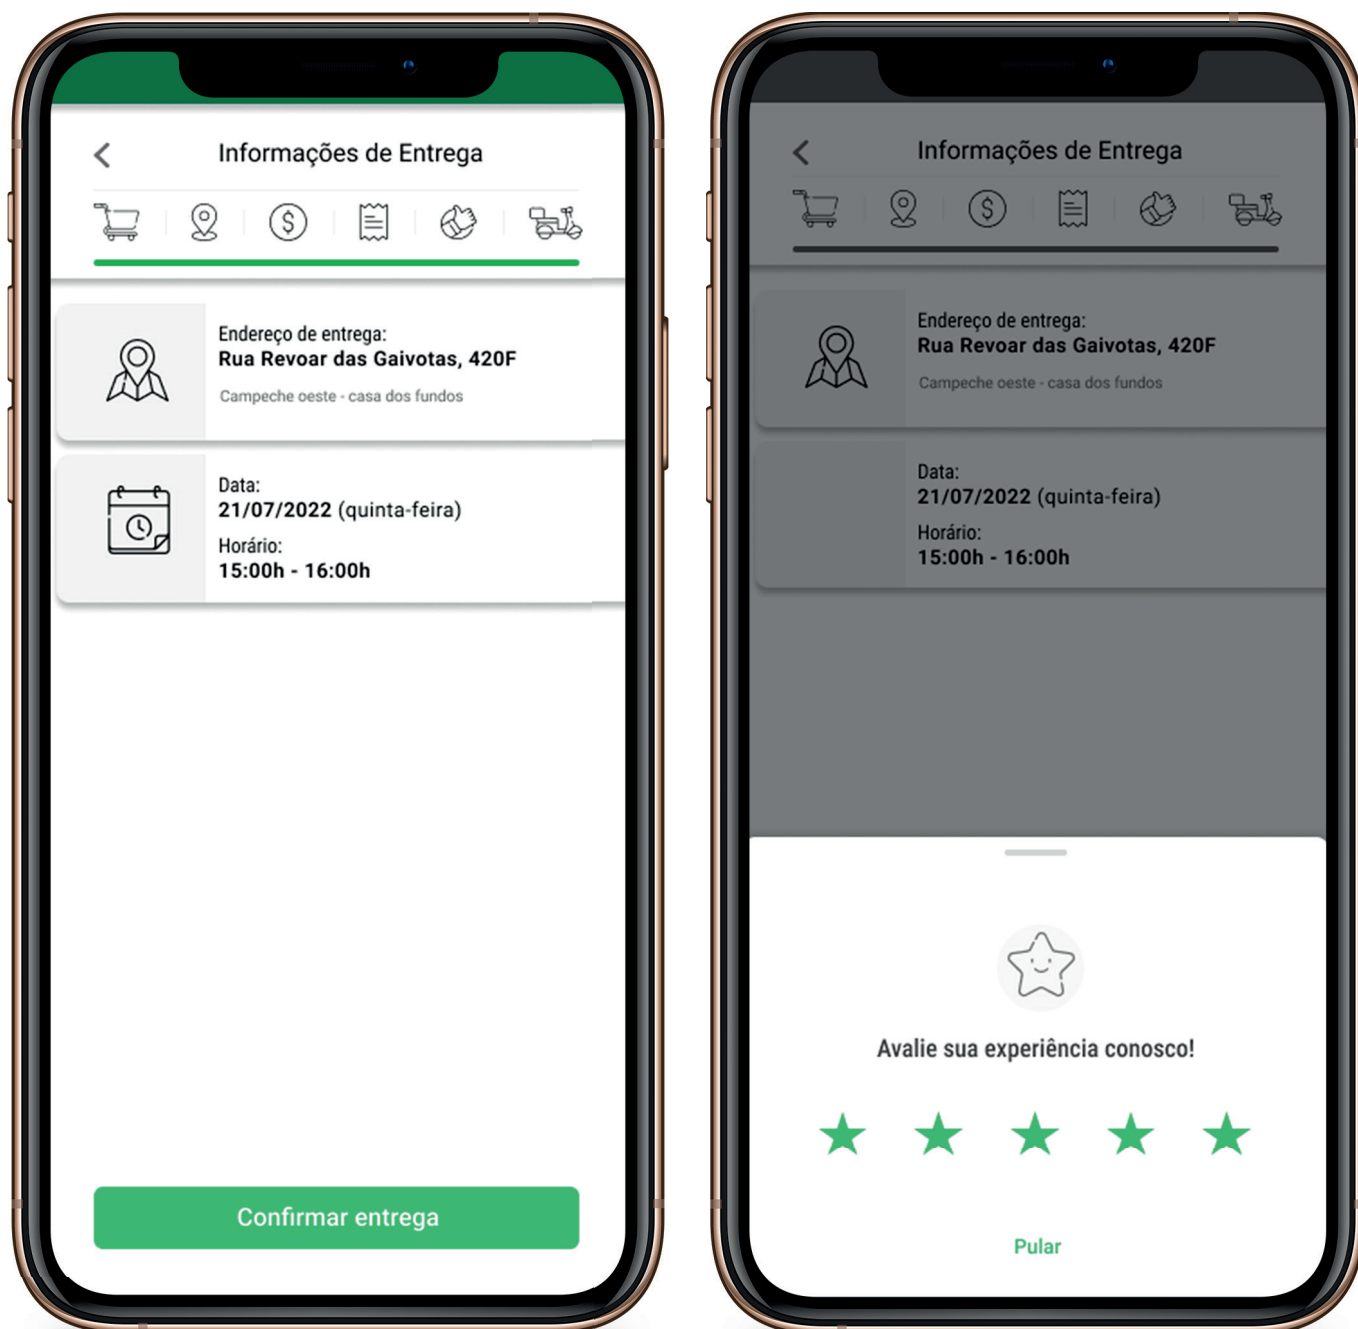 Informações de Entrega
Endereço de entrega:
Rua Revoar das Gaivotas, 420F
Campeche oeste - casa dos fundos
Data:
21/07/2022 (quinta-feira)
Horário:
15:00h - 16:00h
Confirmar entrega
Informações de Entrega
Endereço de entrega:
Rua Revoar das Gaivotas, 420F
Campeche oeste - casa dos fundos
Data:
21/07/2022 (quinta-feira)
Horário:
15:00h - 16:00h
Avalie sua experiência conosco!
Pular